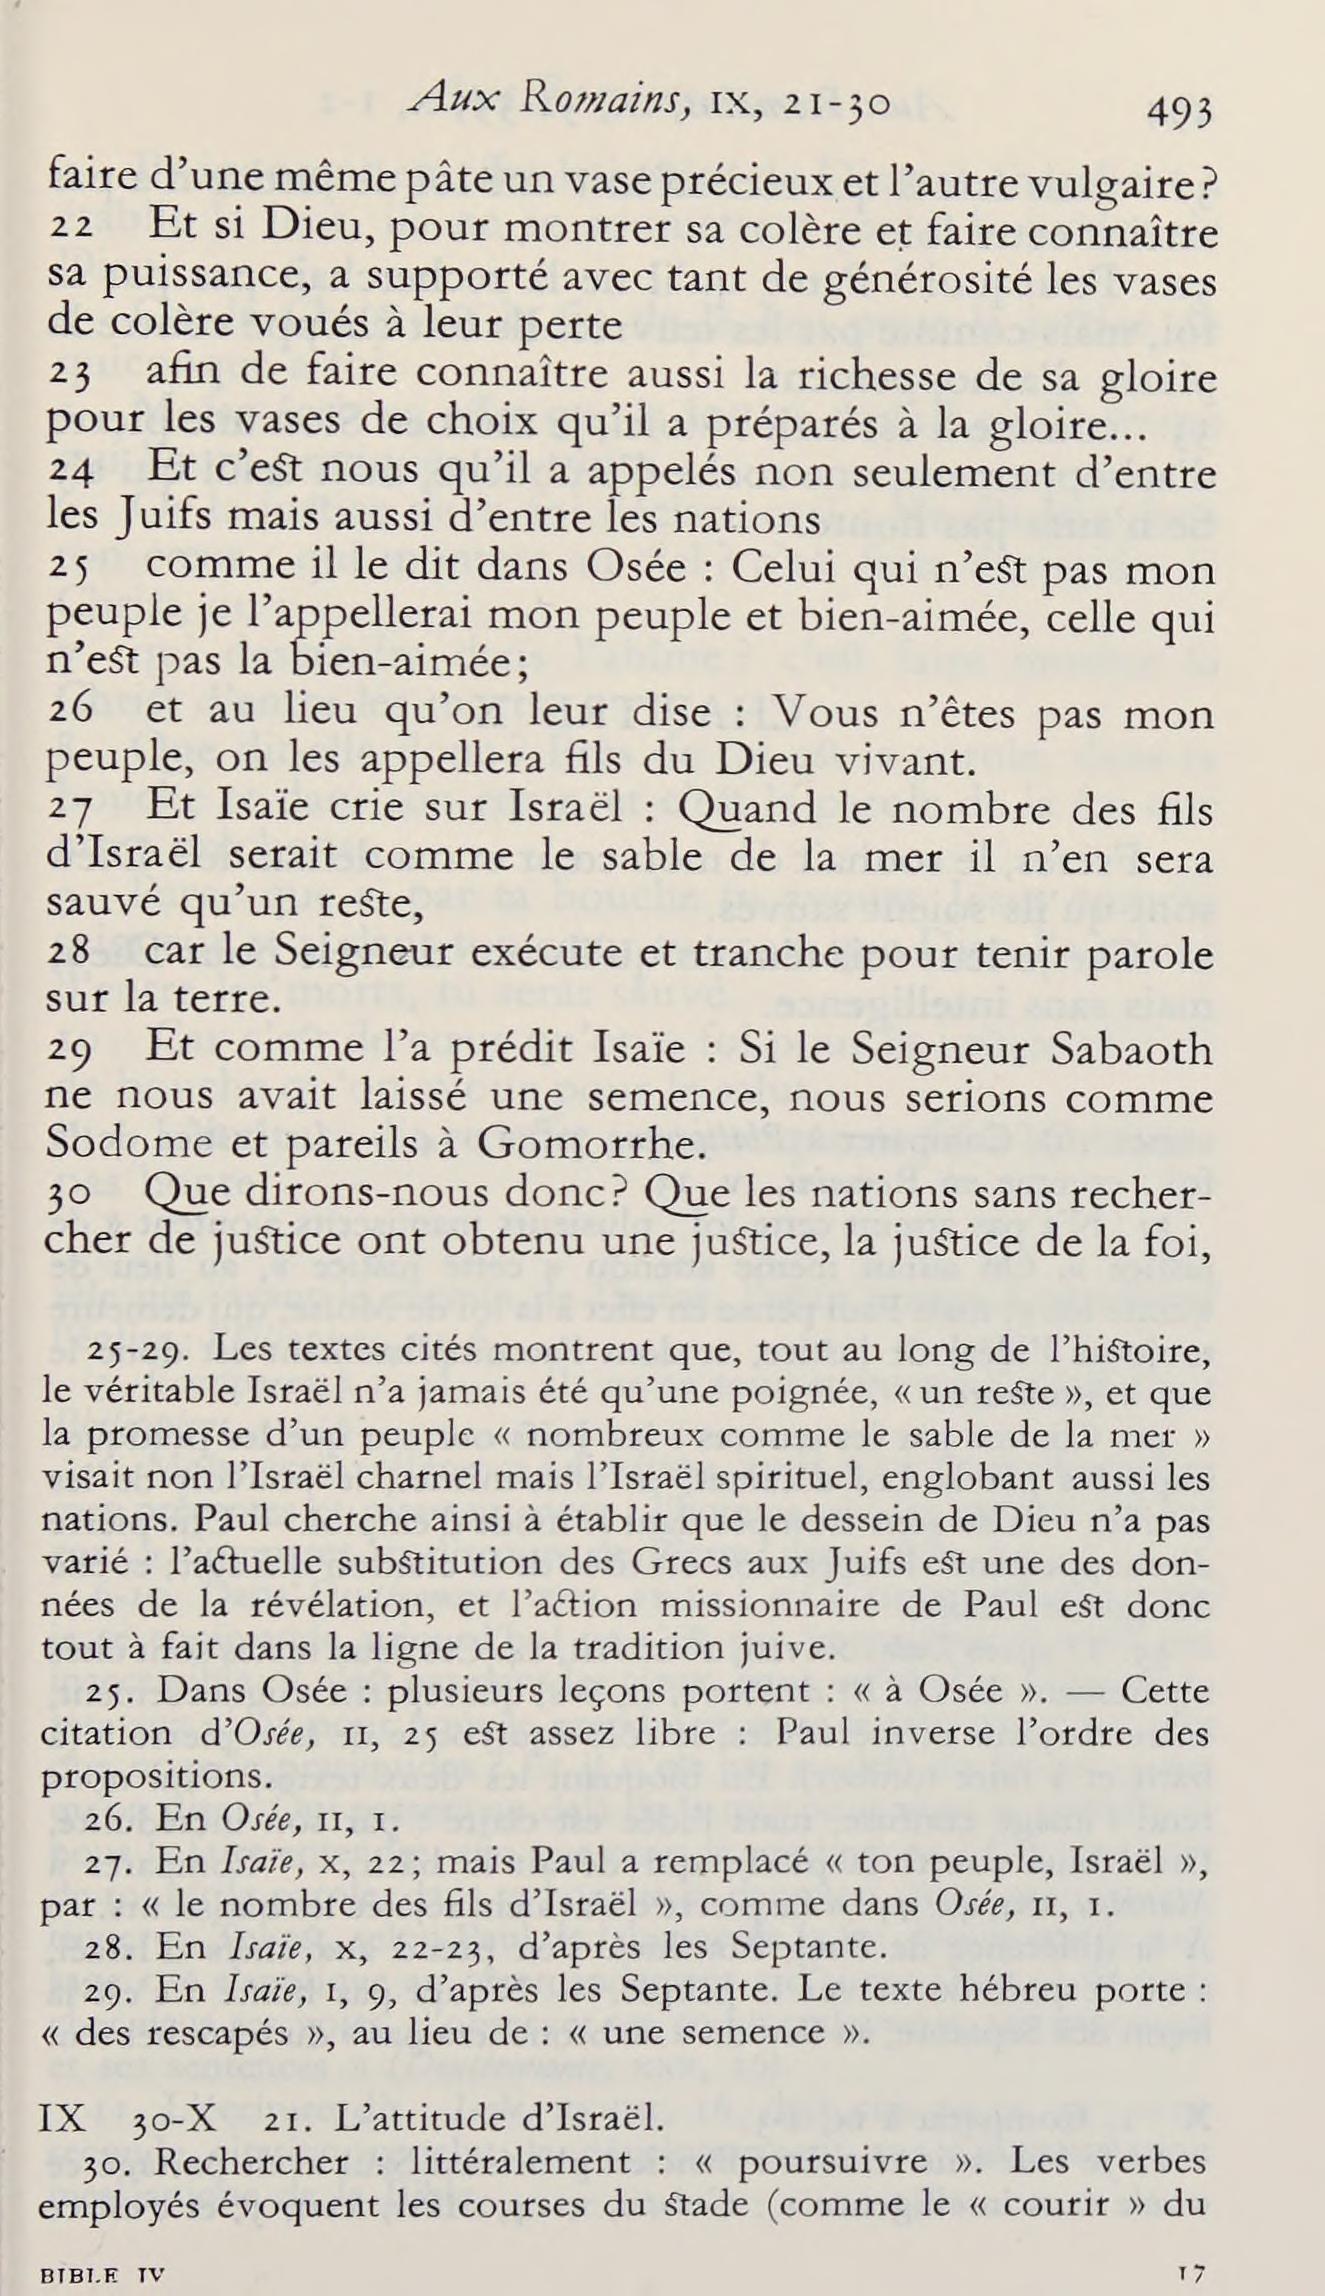 Aux Romains, IX, 21-30 493
faire d'une même pâte un vase précieux et l'autre vulgaire?
22 Et si Dieu, pour montrer sa colère et faire connaître
sa puissance, a supporté avec tant de générosité les vases
de colère voués à leur perte
23 afin de faire connaître aussi la richesse de sa gloire
pour les vases de choix qu'il a préparés à la gloire...
24 Et c'est nous qu'il a appelés non seulement d'entre
les Juifs mais aussi d'entre les nations
25 comme il le dit dans Osée : Celui qui n'est pas mon
peuple je l'appellerai mon peuple et bien-aimée, celle qui
n'est pas la bien-aimée;
26 et au lieu qu'on leur dise : Vous n'êtes pas mon
peuple, on les appellera fils du Dieu vivant.
27 Et Isaïe crie sur Israël : Quand le nombre des fils
d'Israël serait comme le sable de la mer il n'en sera
sauvé qu'un reste,
28 car le Seigneur exécute et tranche pour tenir parole
sur la terre.
29 Et comme l'a prédit Isaïe : Si le Seigneur Sabaoth
ne nous avait laissé une semence, nous serions comme
Sodome et pareils à Gomorrhe.
30 Que dirons-nous donc? Que les nations sans recher-
cher de justice ont obtenu une justice, la justice de la foi,
25-29. Les textes cités montrent que, tout au long de l'histoire,
le véritable Israël n'a jamais été qu'une poignée, « un reste », et que
la promesse d'un peuple « nombreux comme le sable de la mer »
visait non l'Israël charnel mais l'Israël spirituel, englobant aussi les
nations. Paul cherche ainsi à établir que le dessein de Dieu n'a pas
varié : l'actuelle substitution des Grecs aux Juifs est une des don-
nées de la révélation, et l'action missionnaire de Paul est donc
tout à fait dans la ligne de la tradition juive.
25. Dans Osée : plusieurs leçons portent : « à Osée ». — Cette
citation d'Osée, II, 25 est assez libre : Paul inverse l'ordre des
propositions.
26. En Osée, II, 1.
27. En Isaïe, X, 22; mais Paul a remplacé « ton peuple, Israël »,
par : « le nombre des fils d'Israël », comme dans Osée, II, 1.
28. En Isaïe, X, 22-23, d'après les Septante.
29. En Isaïe, I, 9, d'après les Septante. Le texte hébreu porte :
« des rescapés », au lieu de : « une semence ».
IX 30-X 21. L'attitude d'Israël.
30. Rechercher : littéralement : « poursuivre ». Les verbes
employés évoquent les courses du stade (comme le « courir » du
BIBLE IV 17